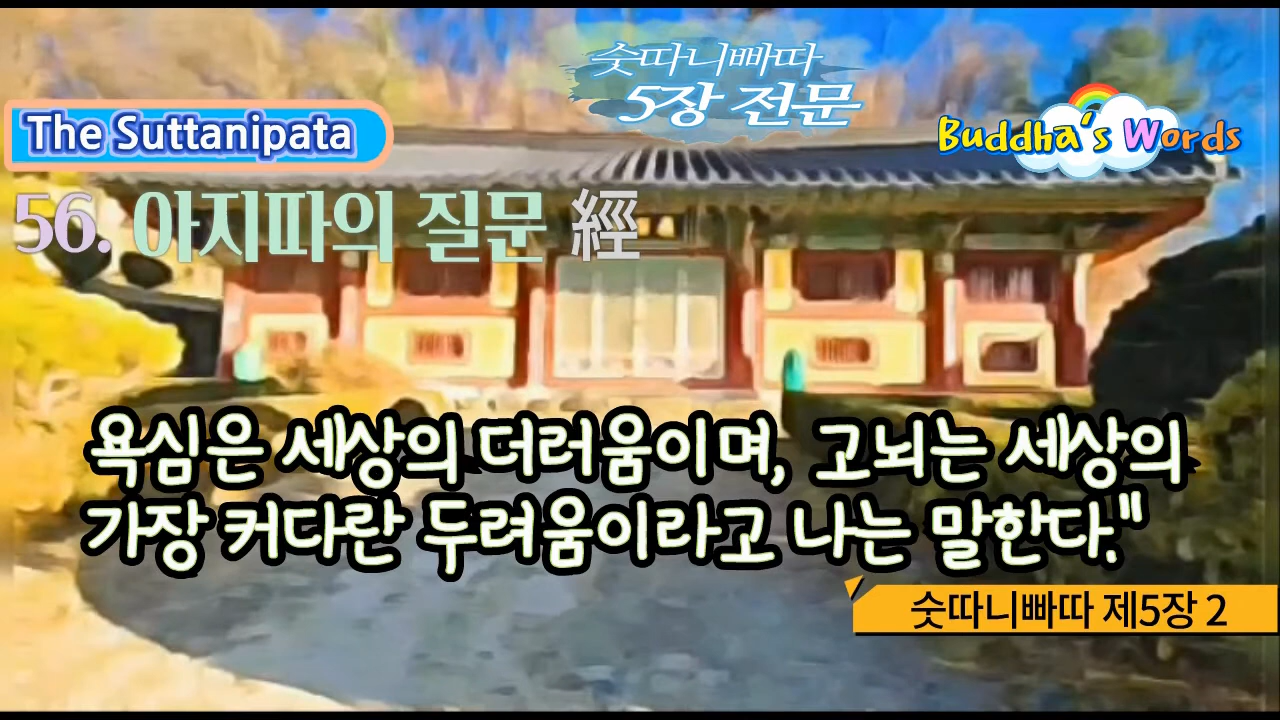 숫따니빠따
5장 전문
The Suttanipata
Buddha's Words
56. 아지따의 질문 經
욕심은 세상의 더러움이며, 고뇌는 세상의
가장 커다란 두려움이라고 나는 말한다."
숫따니빠따 제5장 2